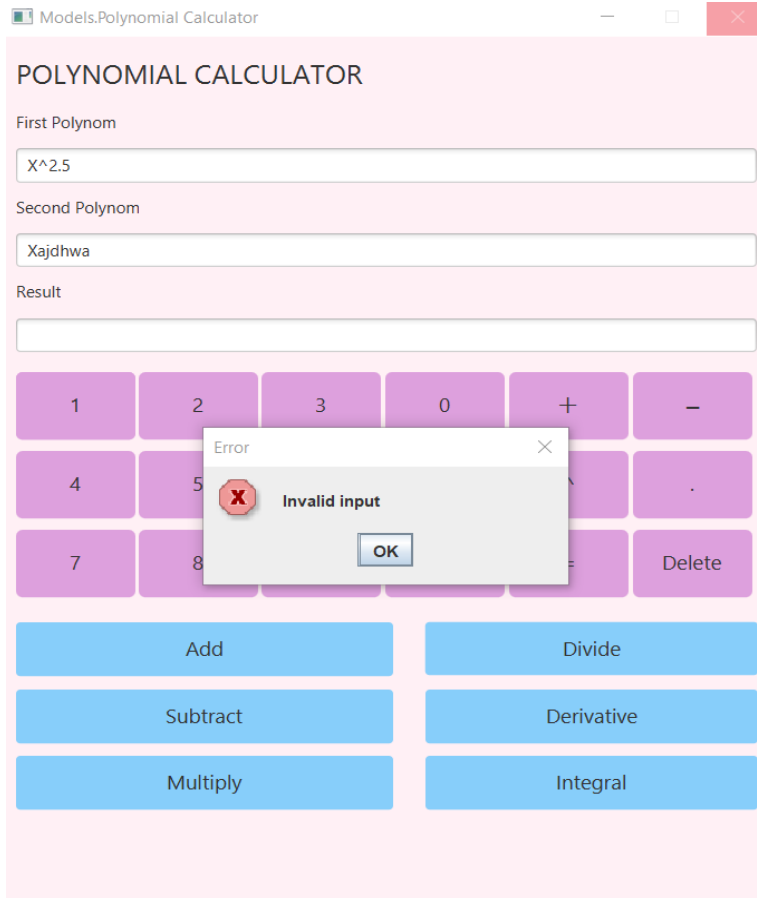 Models.Polynomial Calculator
POLYNOMIAL CALCULATOR
First Polynom
X^2.5
Second Polynom
Xajdhwa
Result
1 2 3 0 + –
Error
4 5 ^ .
Invalid input
OK
7 8 = Delete
Add Divide
Subtract Derivative
Multiply Integral